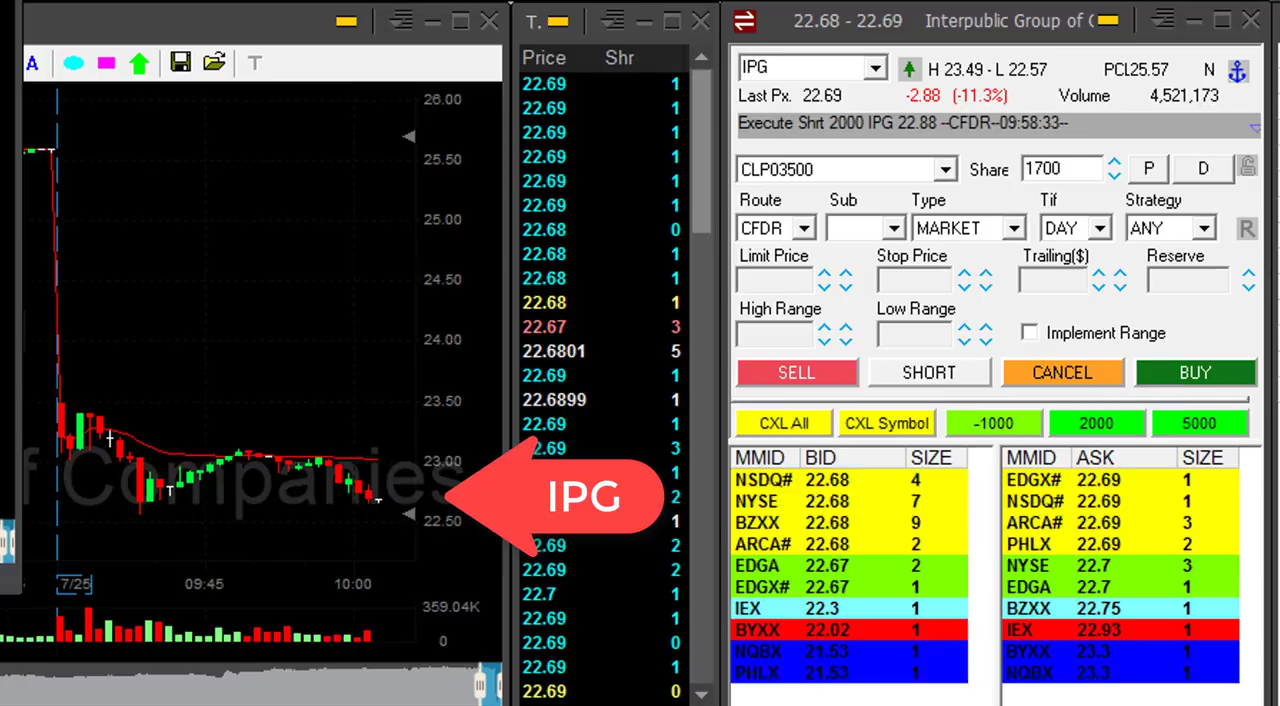 T.
22.68 - 22.69 Interpublic Group of C
A T
26.00
25.50
25.00
24.50
24.00
23.50
23.00
22.50
f Companies
IPG
7/25 09:45 10:00
359.04K
0
Price Shr
22.69 1
22.69 1
22.69 1
22.69 1
22.69 1
22.69 1
22.68 0
22.68 1
22.68 1
22.68 1
22.67 3
22.6801 5
22.69 1
22.6899 1
22.69 1
22.69 3
1
2
1
22.69 2
22.69 2
22.7 1
22.69 1
22.69 0
22.69 1
22.69 0
IPG H 23.49 - L 22.57 PCL25.57 N
Last Px. 22.69 -2.88 (-11.3%) Volume 4,521,173
Execute Shrt 2000 IPG 22.88 --CFDR--09:58:33--
CLP03500 Share 1700 P D
Route Sub Type Tif Strategy
CFDR MARKET DAY ANY R
Limit Price Stop Price Trailing($) Reserve
High Range Low Range
Implement Range
SELL SHORT CANCEL BUY
CXL All CXL Symbol -1000 2000 5000
MMID BID SIZE MMID ASK SIZE
NSDQ# 22.68 4 EDGX# 22.69 1
NYSE 22.68 7 NSDQ# 22.69 1
BZXX 22.68 9 ARCA# 22.69 3
ARCA# 22.68 2 PHLX 22.69 2
EDGA 22.67 2 NYSE 22.7 3
EDGX# 22.67 1 EDGA 22.7 1
IEX 22.3 1 BZXX 22.75 1
BYXX 22.02 1 IEX 22.93 1
NQBX 21.53 1 BYXX 23.3 1
PHLX 21.53 1 NQBX 23.3 1